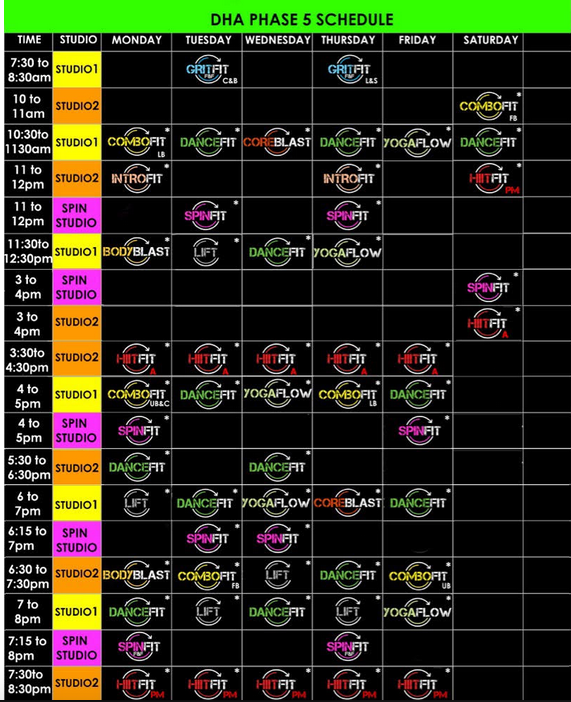 DHA PHASE 5 SCHEDULE
TIME STUDIO MONDAY TUESDAY WEDNESDAY THURSDAY FRIDAY SATURDAY
7:30 to 8:30am STUDIO1 GRITFIT P&P C&B GRITFIT P&P L&S
10 to 11am STUDIO2 COMBOFIT* FB
10:30to 1130am STUDIO1 COMBOFIT* LB DANCEFIT* COREBLAST* DANCEFIT* YOGAFLOW* DANCEFIT*
11 to 12pm STUDIO2 INTROFIT* INTROFIT* HIITFIT* PM
11 to 12pm SPIN STUDIO SPINFIT* SPINFIT*
11:30to 12:30pm STUDIO1 BODYBLAST* LIFT* DANCEFIT* YOGAFLOW*
3 to 4pm SPIN STUDIO SPINFIT*
3 to 4pm STUDIO2 HIITFIT* A
3:30to 4:30pm STUDIO2 HIITFIT* A HIITFIT* A HIITFIT* A HIITFIT* A HIITFIT* A
4 to 5pm STUDIO1 COMBOFIT* UB&C DANCEFIT* YOGAFLOW* COMBOFIT* LB DANCEFIT*
4 to 5pm SPIN STUDIO SPINFIT* SPINFIT*
5:30 to 6:30pm STUDIO2 DANCEFIT* DANCEFIT*
6 to 7pm STUDIO1 LIFT* DANCEFIT* YOGAFLOW* COREBLAST* DANCEFIT*
6:15 to 7pm SPIN STUDIO SPINFIT* SPINFIT*
6:30 to 7:30pm STUDIO2 BODYBLAST* COMBOFIT* FB LIFT* DANCEFIT* COMBOFIT* UB
7 to 8pm STUDIO1 DANCEFIT* LIFT* DANCEFIT* LIFT* YOGAFLOW*
7:15 to 8pm SPIN STUDIO SPINFIT P&P SPINFIT* P&P
7:30to 8:30pm STUDIO2 HIITFIT* PM HIITFIT* PM HIITFIT* PM HIITFIT* PM HIITFIT* PM